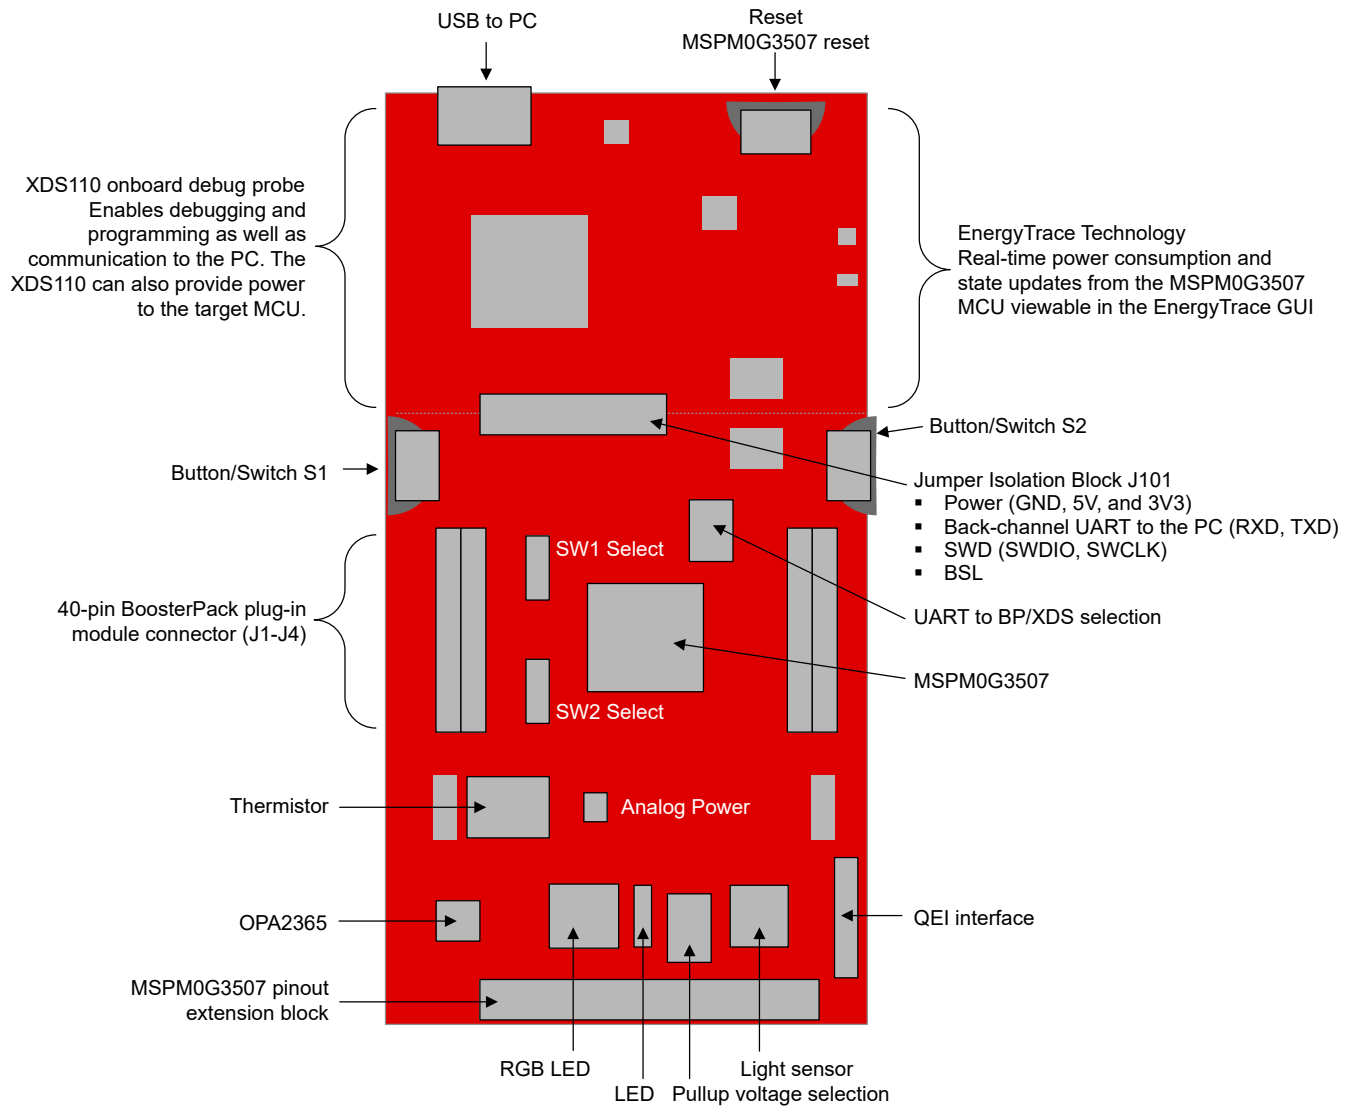 USB to PC
Reset
MSPM0G3507 reset
XDS110 onboard debug probe
Enables debugging and
programming as well as
communication to the PC. The
XDS110 can also provide power
to the target MCU.
EnergyTrace Technology
Real-time power consumption and
state updates from the MSPM0G3507
MCU viewable in the EnergyTrace GUI
Button/Switch S2
Button/Switch S1
Jumper Isolation Block J101
▪ Power (GND, 5V, and 3V3)
▪ Back-channel UART to the PC (RXD, TXD)
▪ SWD (SWDIO, SWCLK)
▪ BSL
SW1 Select
40-pin BoosterPack plug-in
module connector (J1-J4)
UART to BP/XDS selection
MSPM0G3507
SW2 Select
Thermistor
Analog Power
OPA2365
QEI interface
MSPM0G3507 pinout
extension block
RGB LED
LED
Pullup voltage selection
Light sensor